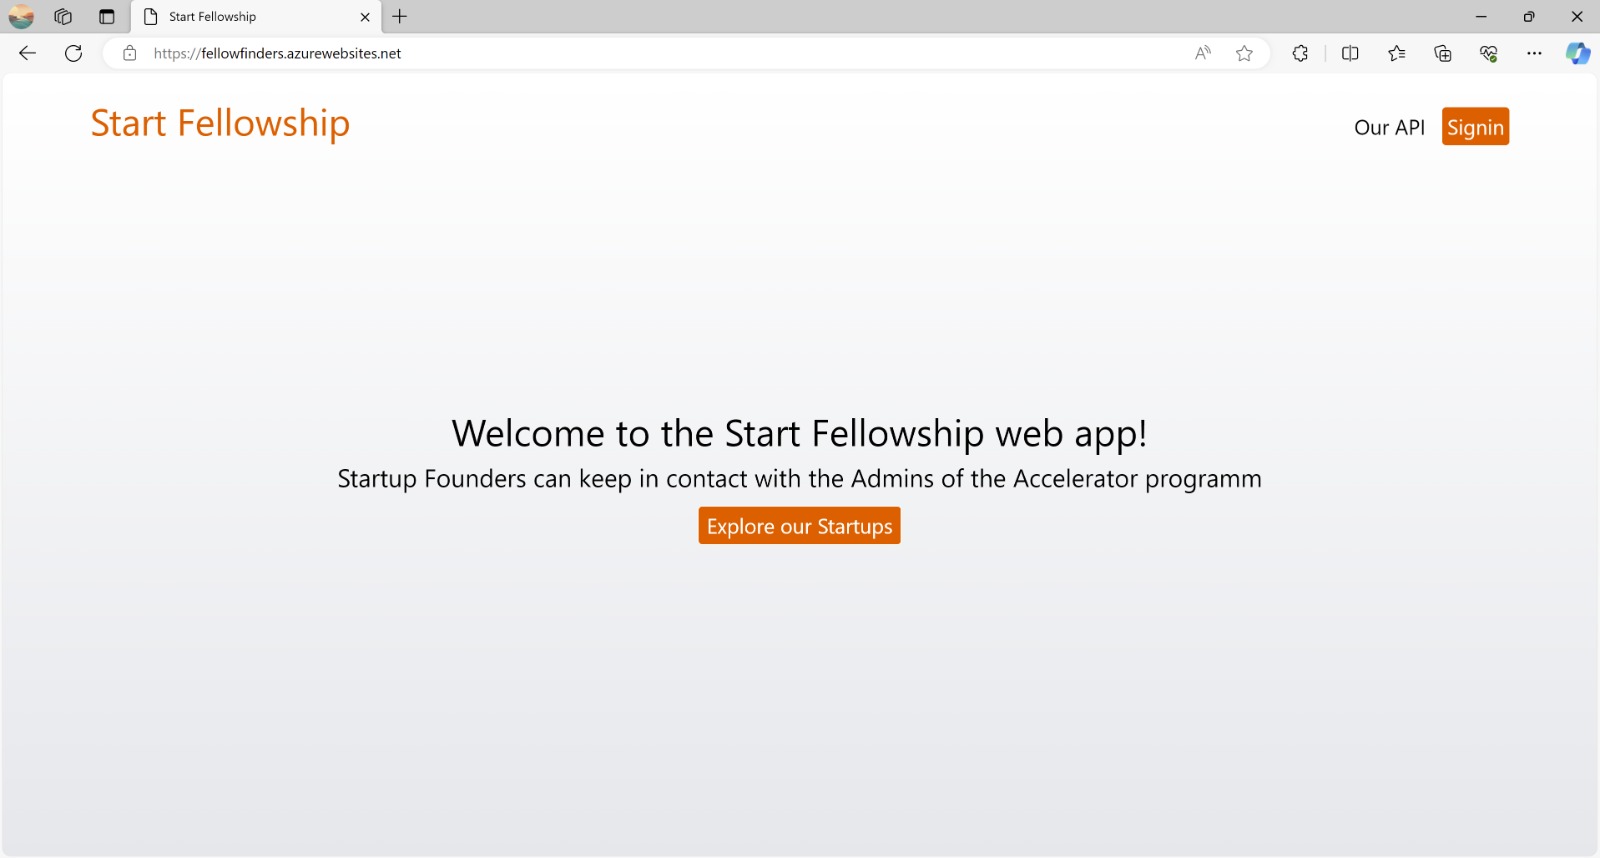 Start Fellowship
https://fellowfinders.azurewebsites.net
Start Fellowship
Our API
Signin
Welcome to the Start Fellowship web app!
Startup Founders can keep in contact with the Admins of the Accelerator programm
Explore our Startups